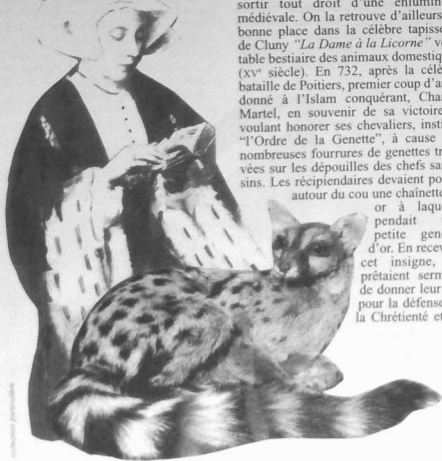 sortir tout droit d'une enlumin
médiévale. On la retrouve d'ailleurs
bonne place dans la célèbre tapiss
de Cluny "La Dame à la Licorne" v
table bestiaire des animaux domestiq
(XVᵉ siècle). En 732, après la célè
bataille de Poitiers, premier coup d'a
donné à l'Islam conquérant, Cha
Martel, en souvenir de sa victoire
voulant honorer ses chevaliers, insti
"l'Ordre de la Genette", à cause
nombreuses fourrures de genettes tr
vées sur les dépouilles des chefs sa
sins. Les récipiendaires devaient po
autour du cou une chaînette
or à laque
pendait
petite gene
d'or. En recev
cet insigne,
prêtaient serm
de donner leur
pour la défense
la Chrétienté et
collection particulière